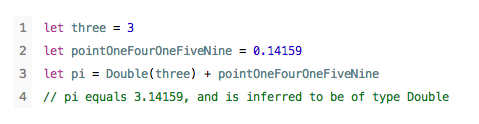 1 let three = 3
2 let pointOneFourOneFiveNine = 0.14159
3 let pi = Double(three) + pointOneFourOneFiveNine
4 // pi equals 3.14159, and is inferred to be of type Double